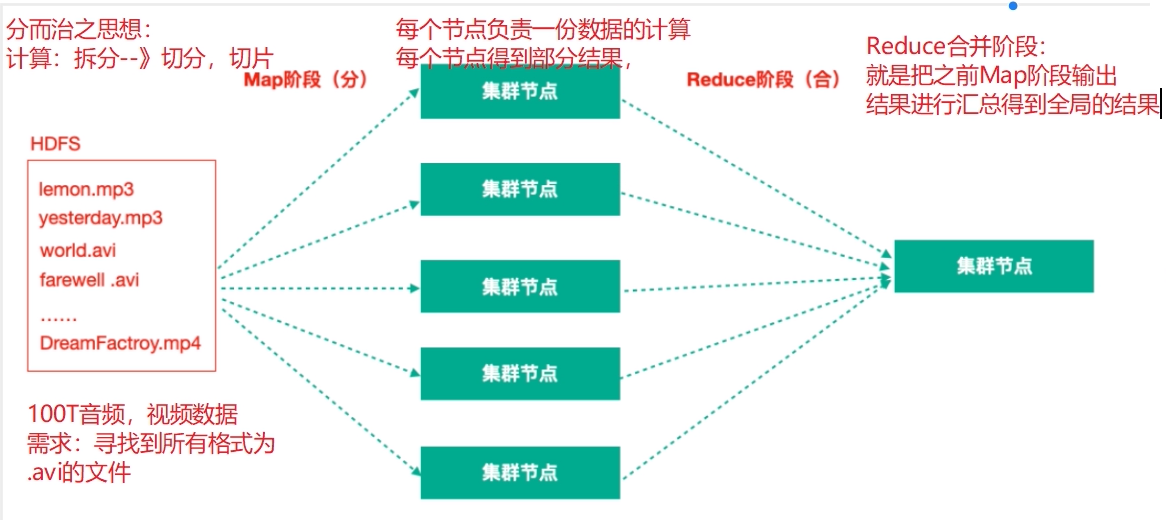 分而治之思想：
计算：拆分--》切分，切片
每个节点负责一份数据的计算
每个节点得到部分结果，
Map阶段（分）
Reduce阶段（合）
Reduce合并阶段：
就是把之前Map阶段输出
结果进行汇总得到全局的结果
HDFS
lemon.mp3
yesterday.mp3
world.avi
farewell .avi
……
DreamFactroy.mp4
100T音频，视频数据
需求：寻找到所有格式为
.avi的文件
集群节点
集群节点
集群节点
集群节点
集群节点
集群节点